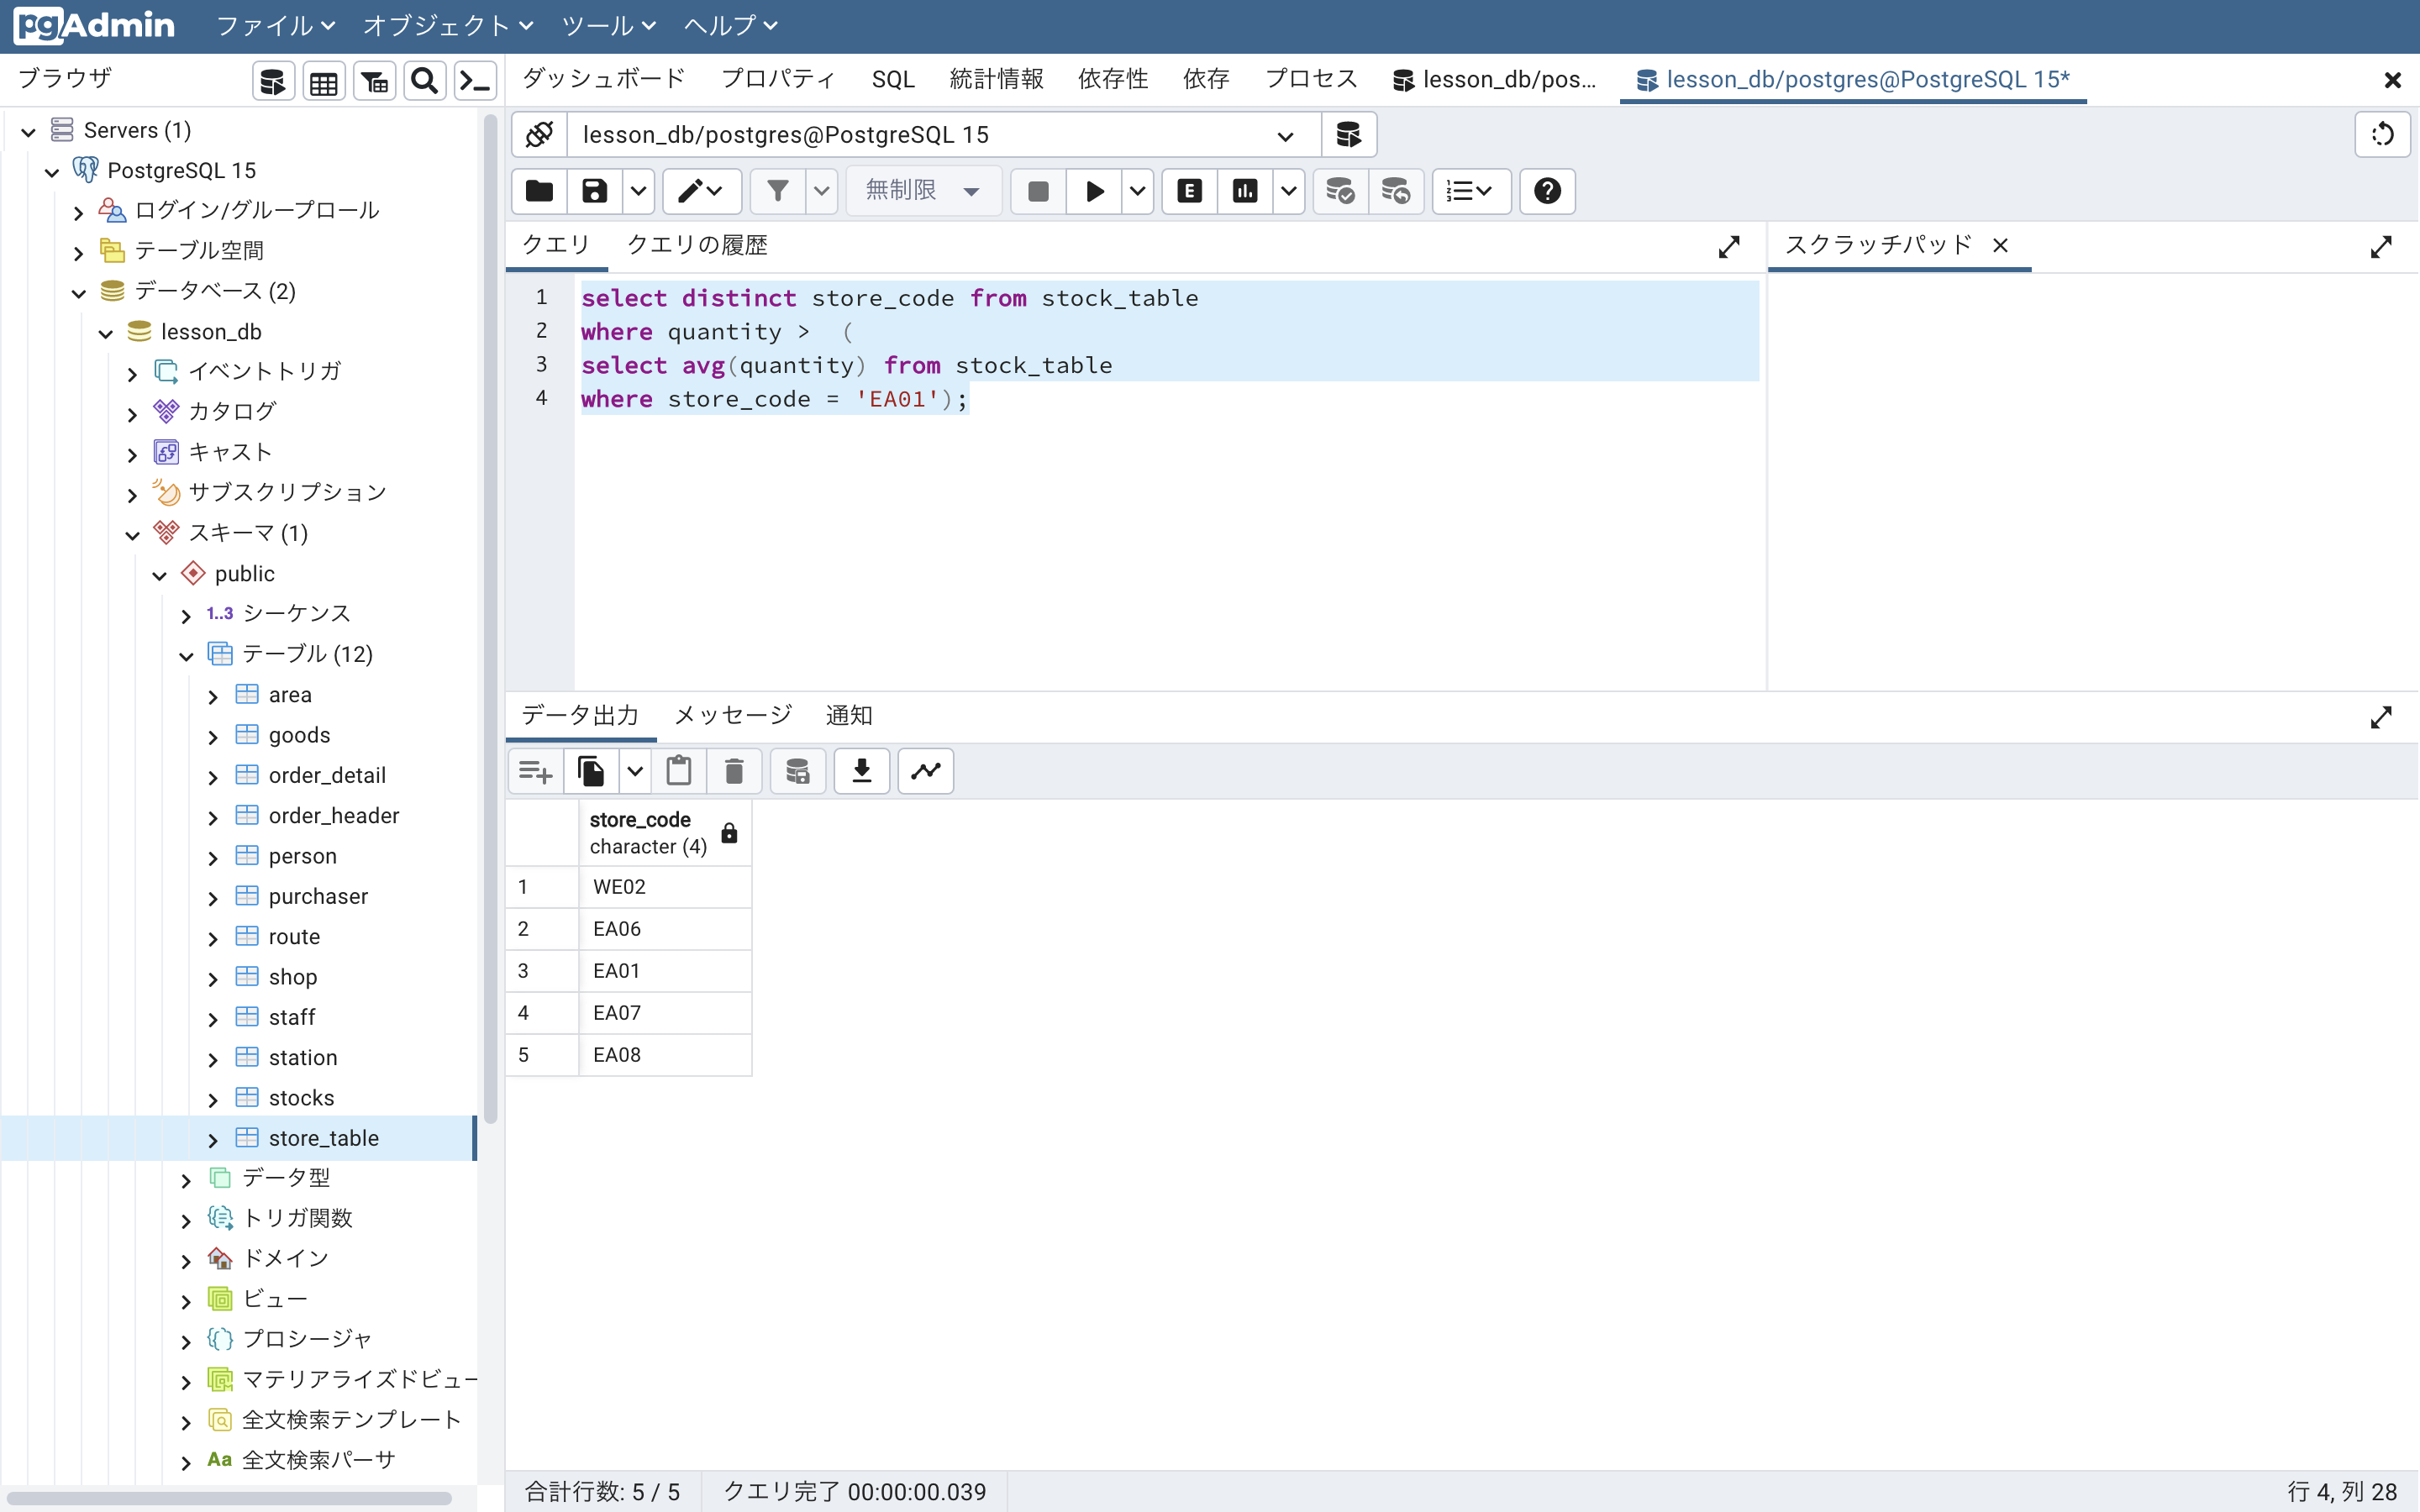 pgAdmin ファイル オブジェクト ツール ヘルプ
ブラウザ
ダッシュボード プロパティ SQL 統計情報 依存性 依存 プロセス lesson_db/pos... lesson_db/postgres@PostgreSQL 15*
Servers (1)
PostgreSQL 15
ログイン/グループロール
テーブル空間
データベース (2)
lesson_db
イベントトリガ
カタログ
キャスト
サブスクリプション
スキーマ (1)
public
1..3 シーケンス
テーブル (12)
area
goods
order_detail
order_header
person
purchaser
route
shop
staff
station
stocks
store_table
データ型
トリガ関数
ドメイン
ビュー
プロシージャ
マテリアライズドビュー
全文検索テンプレート
Aa 全文検索パーサ
lesson_db/postgres@PostgreSQL 15
無制限
E
クエリ クエリの履歴
スクラッチパッド
1 select distinct store_code from stock_table
2 where quantity >  (
3 select avg(quantity) from stock_table
4 where store_code = 'EA01');
データ出力 メッセージ 通知
store_code
character (4)
1 WE02
2 EA06
3 EA01
4 EA07
5 EA08
合計行数: 5 / 5 クエリ完了 00:00:00.039 行 4, 列 28